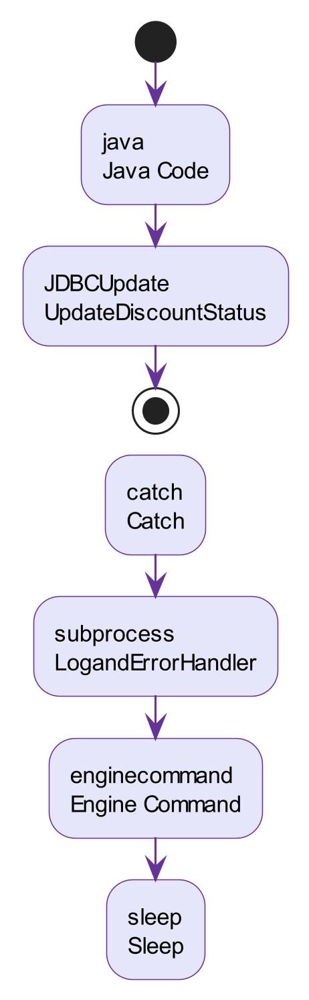 java
Java Code
JDBCUpdate
UpdateDiscountStatus
catch
Catch
subprocess
LogandErrorHandler
enginecommand
Engine Command
sleep
Sleep